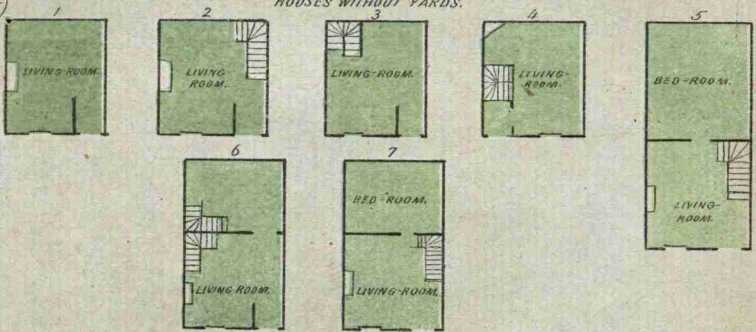 HOUSES WITHOUT YARDS.
1
2
3
4
5
LIVING-ROOM.
LIVING-
ROOM.
LIVING-ROOM.
LIVING-
ROOM.
BED-ROOM.
LIVING-
ROOM.
6
7
LIVING ROOM.
BED-ROOM.
LIVING-ROOM.